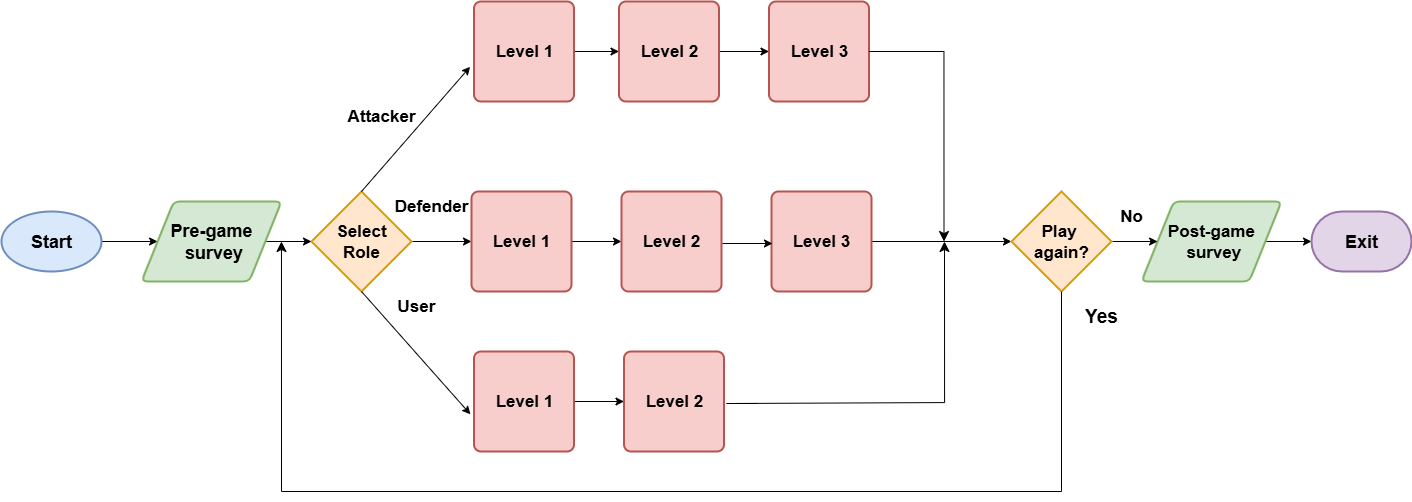 Start
Pre-game
survey
Select
Role
Attacker
Level 1
Level 2
Level 3
Defender
Level 1
Level 2
Level 3
User
Level 1
Level 2
Play
again?
No
Yes
Post-game
survey
Exit